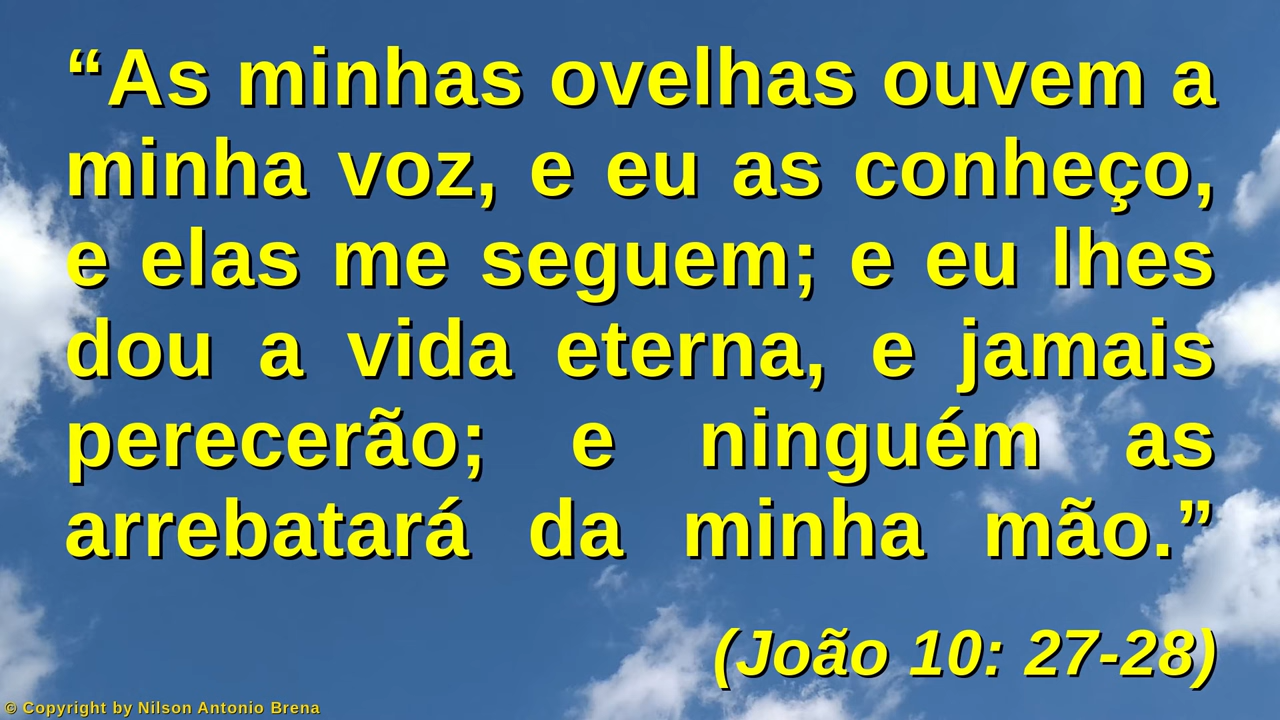 “As minhas ovelhas ouvem a
minha voz, e eu as conheço,
e elas me seguem; e eu lhes
dou a vida eterna, e jamais
perecerão; e ninguém as
arrebatará da minha mão.”
(João 10: 27-28)
© Copyright by Nilson Antonio Brena